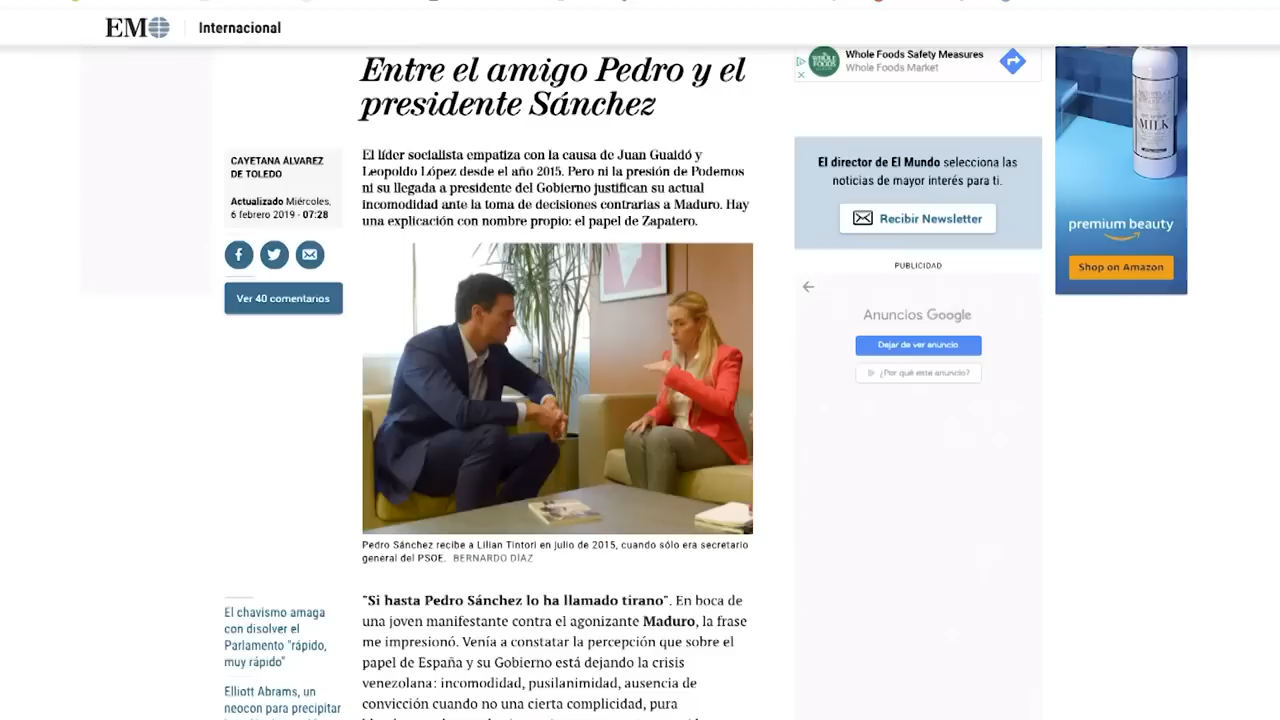 EM
Internacional
Entre el amigo Pedro y el
presidente Sánchez
CAYETANA ÁLVAREZ
DE TOLEDO
Actualizado Miércoles,
6 febrero 2019 - 07:28
Ver 40 comentarios
El líder socialista empatiza con la causa de Juan Guaidó y
Leopoldo López desde el año 2015. Pero ni la presión de Podemos
ni su llegada a presidente del Gobierno justifican su actual
incomodidad ante la toma de decisiones contrarias a Maduro. Hay
una explicación con nombre propio: el papel de Zapatero.
Pedro Sánchez recibe a Lilian Tintori en julio de 2015, cuando sólo era secretario
general del PSOE. BERNARDO DÍAZ
"Si hasta Pedro Sánchez lo ha llamado tirano". En boca de
una joven manifestante contra el agonizante Maduro, la frase
me impresionó. Venía a constatar la percepción que sobre el
papel de España y su Gobierno está dejando la crisis
venezolana: incomodidad, pusilanimidad, ausencia de
convicción cuando no una cierta complicidad, pura
El chavismo amaga
con disolver el
Parlamento "rápido,
muy rápido"
Elliott Abrams, un
neocon para precipitar
Whole Foods Safety Measures
Whole Foods Market
WHOLE
FOODS
El director de El Mundo selecciona las
noticias de mayor interés para ti.
Recibir Newsletter
PUBLICIDAD
Anuncios Google
Dejar de ver anuncio
¿Por qué este anuncio?
MILK
premium beauty
Shop on Amazon